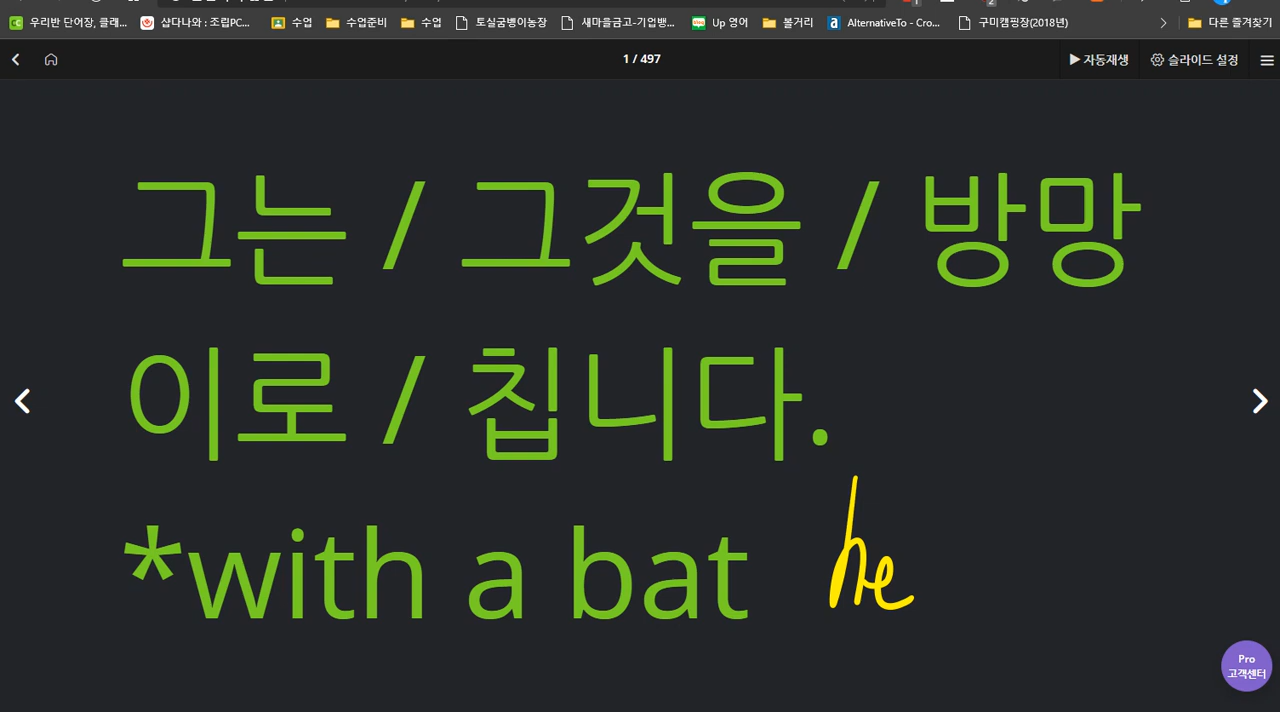 우리반 단어장, 클래...
샵다나와 : 조립PC...
수업
수업준비
수업
토실굼뱅이농장
새마을금고-기업뱅...
Up 영어
볼거리
AlternativeTo - Cro...
구미캠핑장(2018년)
다른 즐겨찾기
1 / 497
▶ 자동재생
슬라이드 설정
그는 / 그것을 / 방망
이로 / 칩니다.
*with a bat he
Pro
고객센터